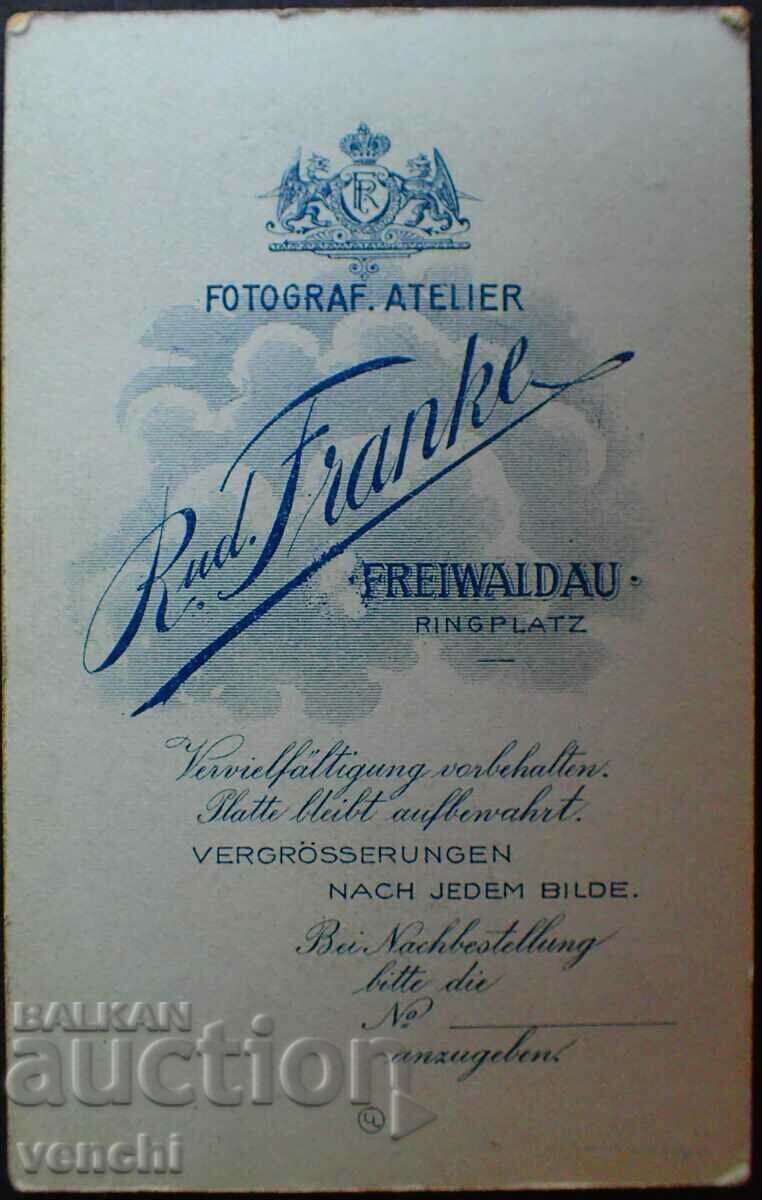 FR
FOTOGRAF. ATELIER
Rud. Franke
·FREIWALDAU·
RINGPLATZ
Vervielfältigung vorbehalten.
Platte bleibt aufbewahrt.
VERGRÖSSERUNGEN
NACH JEDEM BILDE.
Bei Nachbestellung
bitte die
No
anzugeben.
BALKAN
auction
venchi
LL